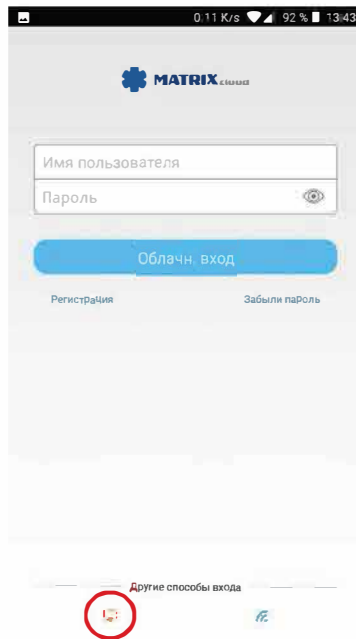 0.11 K/s 92 % 13:43
MATRIX cloud
Имя пользователя
Пароль
Облачн. вход
Регистрация Забыли пароль
Другие способы входа